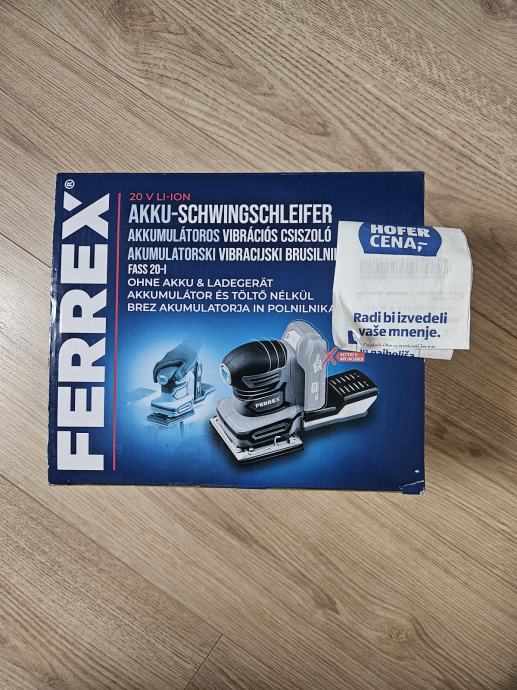 FERREX®
20 V LI-ION
AKKU-SCHWINGSCHLEIFER
AKKUMULÁTOROS VIBRÁCIÓS CSISZOLÓ
AKUMULATORSKI VIBRACIJSKI BRUSILNI
FASS 20-I
OHNE AKKU & LADEGERÄT
AKKUMULÁTOR ÉS TÖLTŐ NÉLKÜL
BREZ AKUMULATORJA IN POLNILNIKA
HOFER
CENA,-
Radi bi izvedeli
vaše mnenje.
FERREX